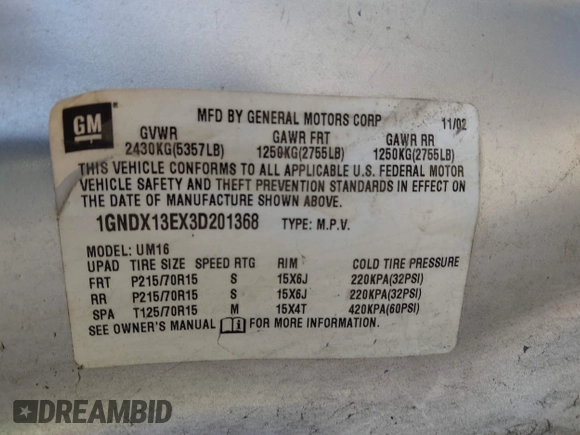 GM
MFD BY GENERAL MOTORS CORP 11/02
GVWR GAWR FRT GAWR RR
2430KG(5357LB) 1250KG(2755LB) 1250KG(2755LB)
THIS VEHICLE CONFORMS TO ALL APPLICABLE U.S. FEDERAL MOTOR
VEHICLE SAFETY AND THEFT PREVENTION STANDARDS IN EFFECT ON
THE DATE OF MANUFACTURE SHOWN ABOVE.
1GNDX13EX3D201368 TYPE: M.P.V.
MODEL: UM16
UPAD TIRE SIZE SPEED RTG RIM COLD TIRE PRESSURE
FRT P215/70R15 S 15X6J 220KPA(32PSI)
RR P215/70R15 S 15X6J 220KPA(32PSI)
SPA T125/70R15 M 15X4T 420KPA(60PSI)
SEE OWNER'S MANUAL FOR MORE INFORMATION.
DREAMBID